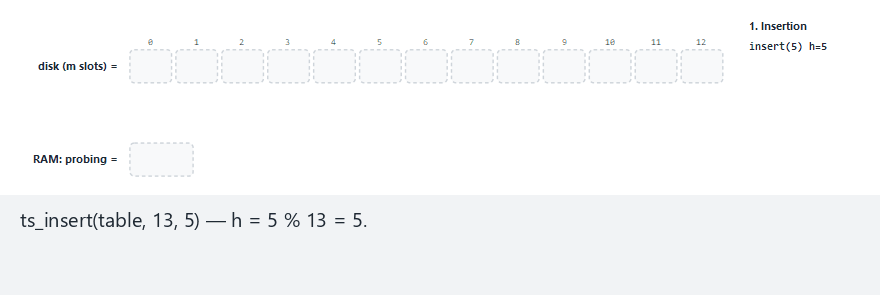 1. Insertion
insert(5) h=5
0 1 2 3 4 5 6 7 8 9 10 11 12
disk (m slots) =
RAM: probing =
ts_insert(table, 13, 5) — h = 5 % 13 = 5.